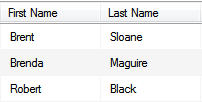 First Name Last Name
Brent Sloane
Brenda Maguire
Robert Black